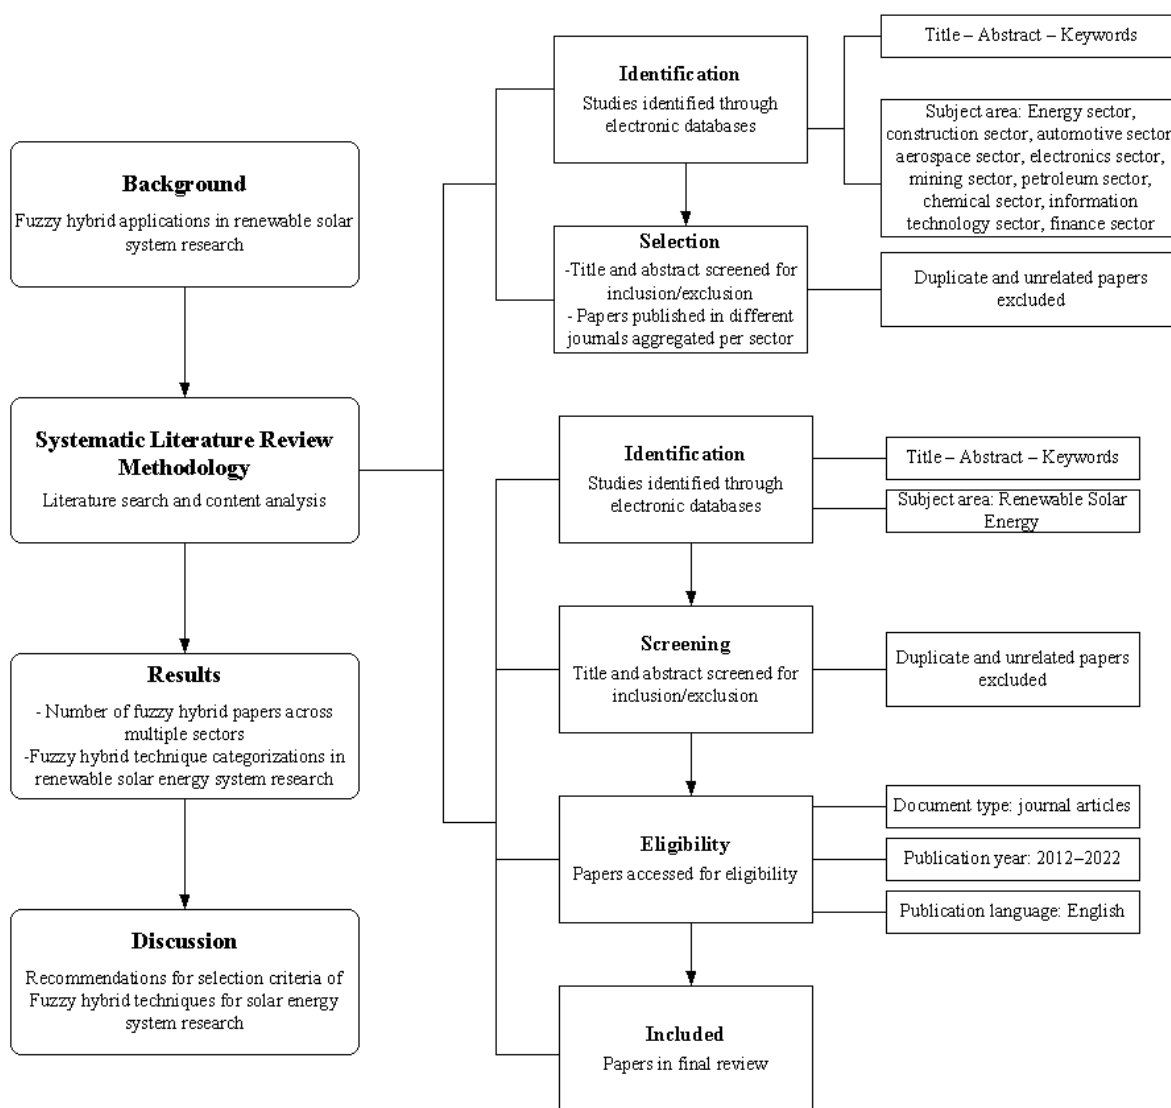 Background
Fuzzy hybrid applications in renewable solar
system research
Systematic Literature Review
Methodology
Literature search and content analysis
Results
- Number of fuzzy hybrid papers across
multiple sectors
-Fuzzy hybrid technique categorizations in
renewable solar energy system research
Discussion
Recommendations for selection criteria of
Fuzzy hybrid techniques for solar energy
system research
Identification
Studies identified through
electronic databases
Title – Abstract – Keywords
Subject area: Energy sector,
construction sector, automotive sector
aerospace sector, electronics sector,
mining sector, petroleum sector,
chemical sector, information
technology sector, finance sector
Selection
-Title and abstract screened for
inclusion/exclusion
- Papers published in different
journals aggregated per sector
Duplicate and unrelated papers
excluded
Identification
Studies identified through
electronic databases
Title – Abstract – Keywords
Subject area: Renewable Solar
Energy
Screening
Title and abstract screened for
inclusion/exclusion
Duplicate and unrelated papers
excluded
Eligibility
Papers accessed for eligibility
Document type: journal articles
Publication year: 2012–2022
Publication language: English
Included
Papers in final review